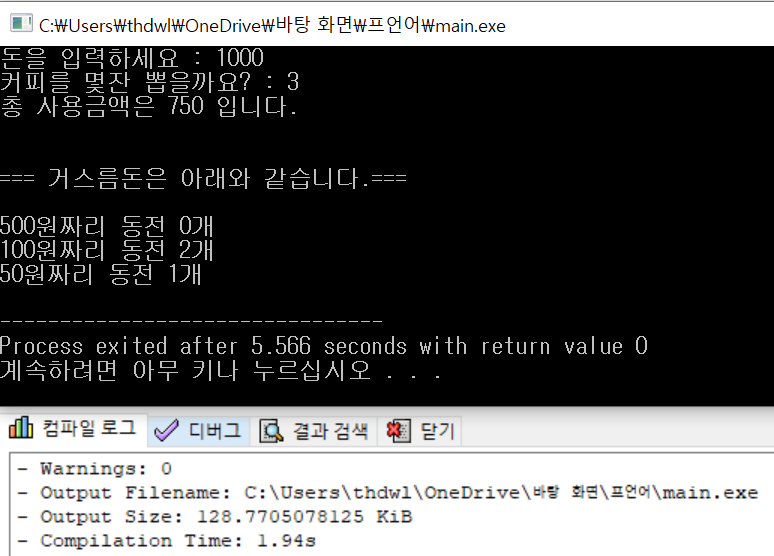 C:₩Users₩thdwl₩OneDrive₩바탕 화면₩프언어₩main.exe
돈을 입력하세요 : 1000
커피를 몇잔 뽑을까요? : 3
총 사용금액은 750 입니다.
=== 거스름돈은 아래와 같습니다.===
500원짜리 동전 0개
100원짜리 동전 2개
50원짜리 동전 1개
--------------------------------
Process exited after 5.566 seconds with return value 0
계속하려면 아무 키나 누르십시오 . . .
컴파일 로그 디버그 결과 검색 닫기
- Warnings: 0
- Output Filename: C:\Users\thdwl\OneDrive\바탕 화면\프언어\main.exe
- Output Size: 128.7705078125 KiB
- Compilation Time: 1.94s